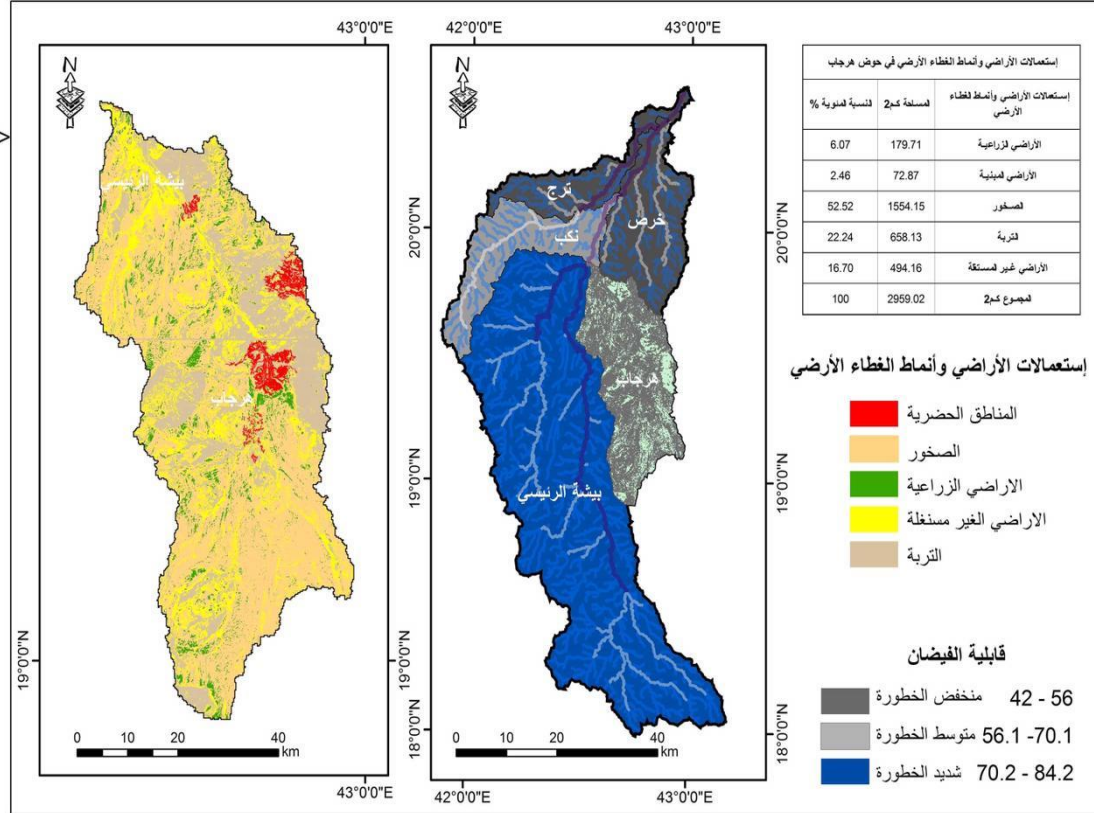 43°0'0"E
N
بيشة الرئيسي
هرجاب
19°0'0"N
19°0'0"N
0 10 20 40
km
43°0'0"E
42°0'0"E
43°0'0"E
N
ترج
خرص
نكب
هرجاب
بيشة الرئيسي
20°0'0"N
20°0'0"N
19°0'0"N
19°0'0"N
18°0'0"N
18°0'0"N
0 10 20 40
km
42°0'0"E
43°0'0"E
إستعمالات الأراضي وأنماط الغطاء الأرضي في حوض هرجاب
إستعمالات الأراضي وأنماط الغطاء الأرضي المساحة كم2 النسبة المئوية %
الأراضي الزراعية 179.71 6.07
الأراضي المبنية 72.87 2.46
الصخور 1554.15 52.52
التربة 658.13 22.24
الأراضي غير المستقة 494.16 16.70
المجموع كم2 2959.02 100
إستعمالات الأراضي وأنماط الغطاء الأرضي
المناطق الحضرية
الصخور
الاراضي الزراعية
الاراضي الغير مسنغلة
التربة
قابلية الفيضان
منخفض الخطورة 42 - 56
متوسط الخطورة 56.1 -70.1
شديد الخطورة 70.2 - 84.2